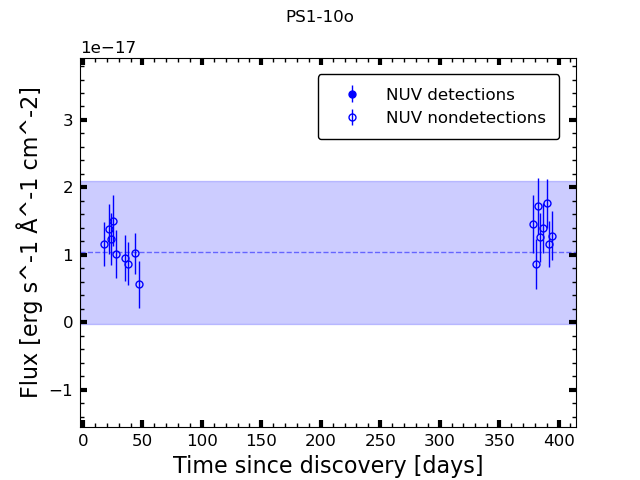 PS1-10o
1e−17
NUV detections
NUV nondetections
3
2
1
0
−1
Flux [erg s^-1 Å^-1 cm^-2]
0 50 100 150 200 250 300 350 400
Time since discovery [days]